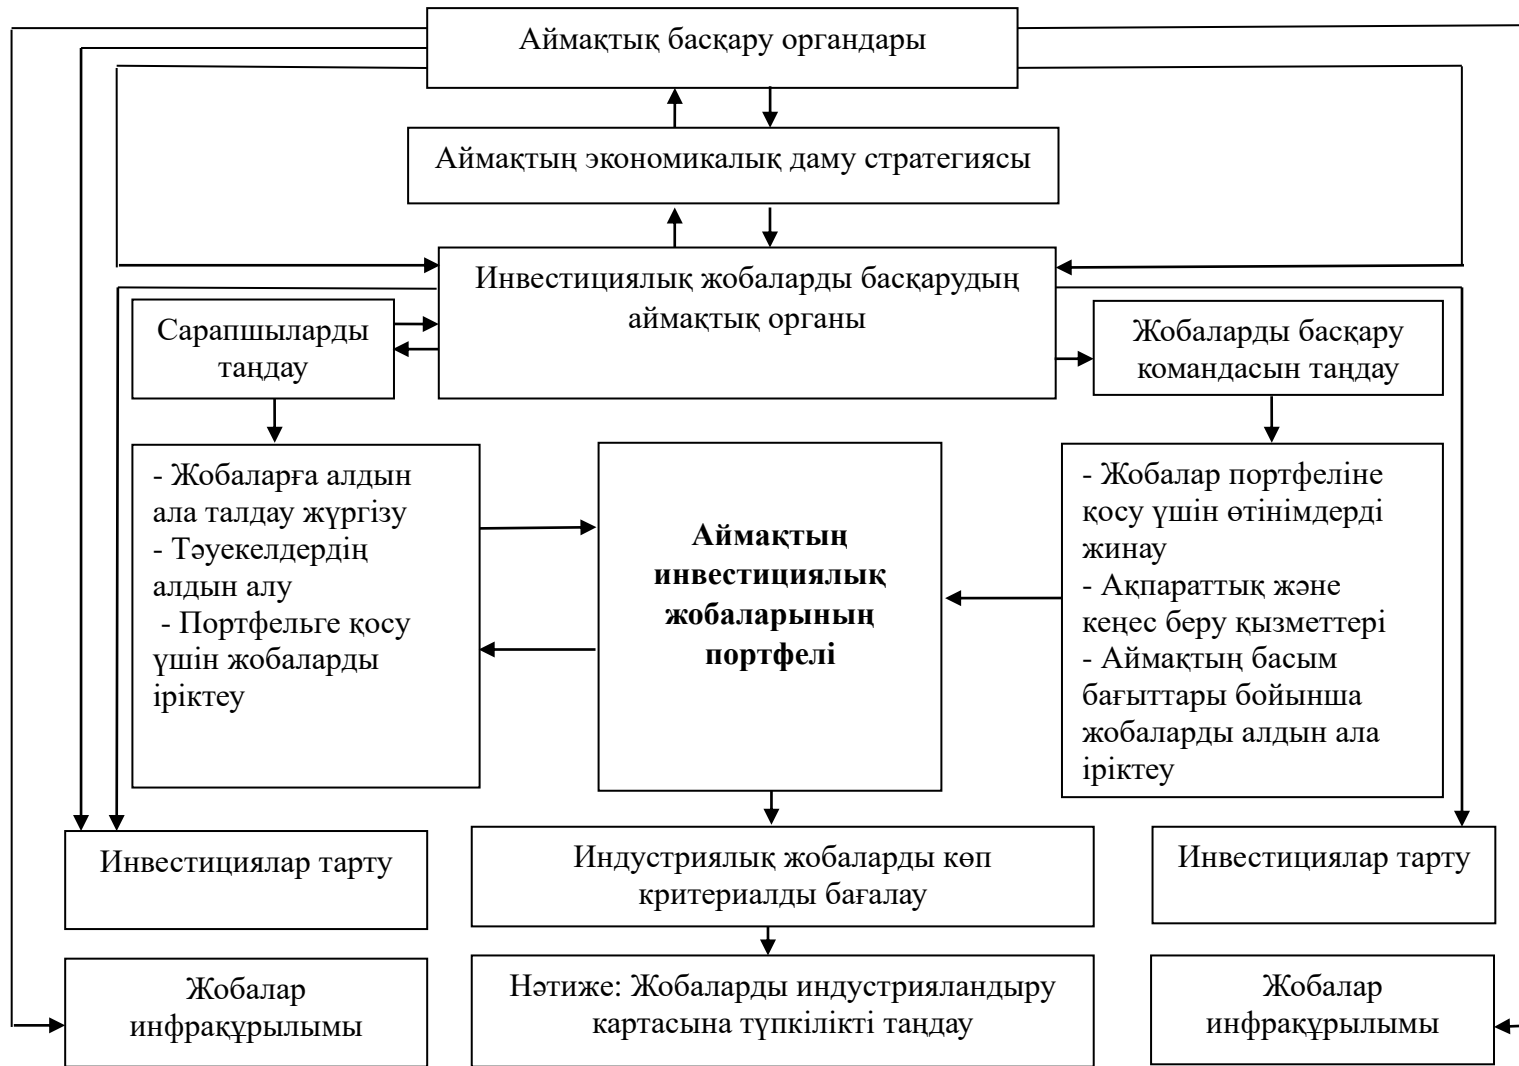 Аймақтық басқару органдары
Аймақтың экономикалық даму стратегиясы
Инвестициялық жобаларды басқарудың
аймақтық органы
Сарапшыларды
таңдау
Жобаларды басқару
командасын таңдау
- Жобаларға алдын
ала талдау жүргізу
- Тәуекелдердің
алдын алу
- Портфельге қосу
үшін жобаларды
іріктеу
Аймақтың
инвестициялық
жобаларының
портфелі
- Жобалар портфеліне
қосу үшін өтінімдерді
жинау
- Ақпараттық және
кеңес беру қызметтері
- Аймақтың басым
бағыттары бойынша
жобаларды алдын ала
іріктеу
Инвестициялар тарту
Индустриялық жобаларды көп
критериалды бағалау
Инвестициялар тарту
Жобалар
инфрақұрылымы
Нәтиже: Жобаларды индустрияландыру
картасына түпкілікті таңдау
Жобалар
инфрақұрылымы